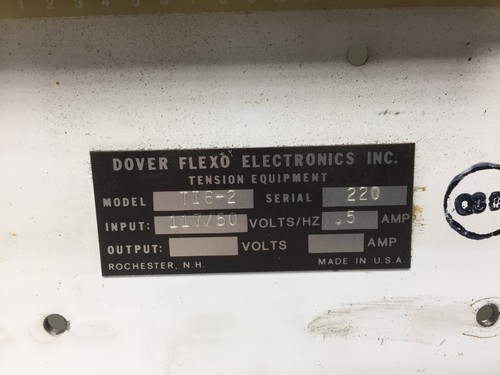 DOVER FLEXO ELECTRONICS INC.
TENSION EQUIPMENT
MODEL TI6-2 SERIAL 220
INPUT: 117/60 VOLTS/HZ .5 AMP
OUTPUT: VOLTS AMP
ROCHESTER, N.H. MADE IN U.S.A.